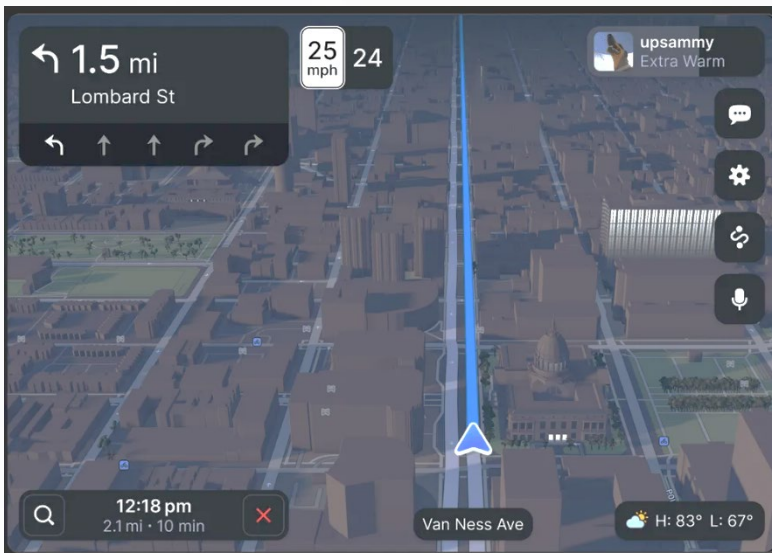 1.5 mi
Lombard St
25
mph
24
upsammy
Extra Warm
12:18 pm
2.1 mi · 10 min
Van Ness Ave
H: 83° L: 67°